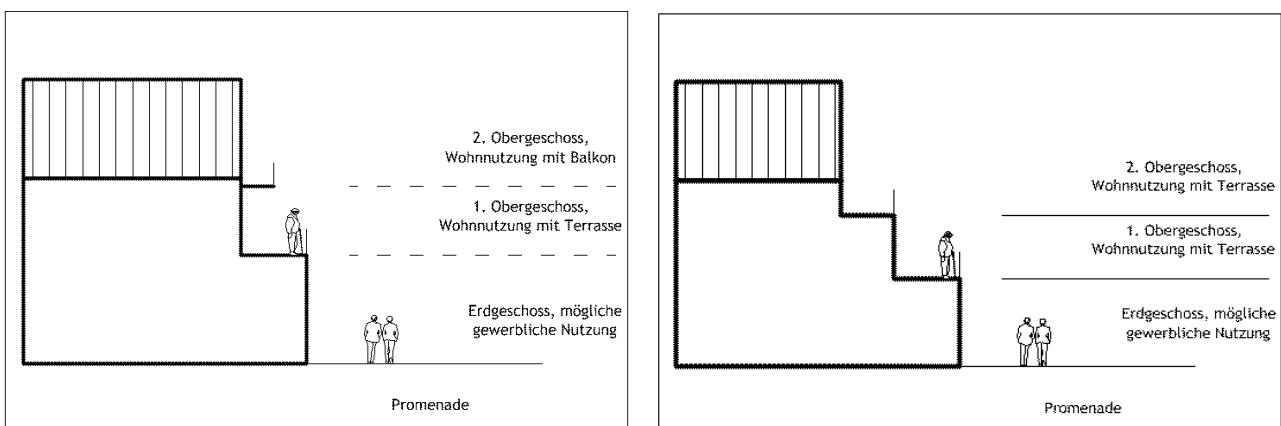 2. Obergeschoss,
Wohnnutzung mit Balkon
1. Obergeschoss,
Wohnnutzung mit Terrasse
Erdgeschoss, mögliche
gewerbliche Nutzung
Promenade
2. Obergeschoss,
Wohnnutzung mit Terrasse
1. Obergeschoss,
Wohnnutzung mit Terrasse
Erdgeschoss, mögliche
gewerbliche Nutzung
Promenade